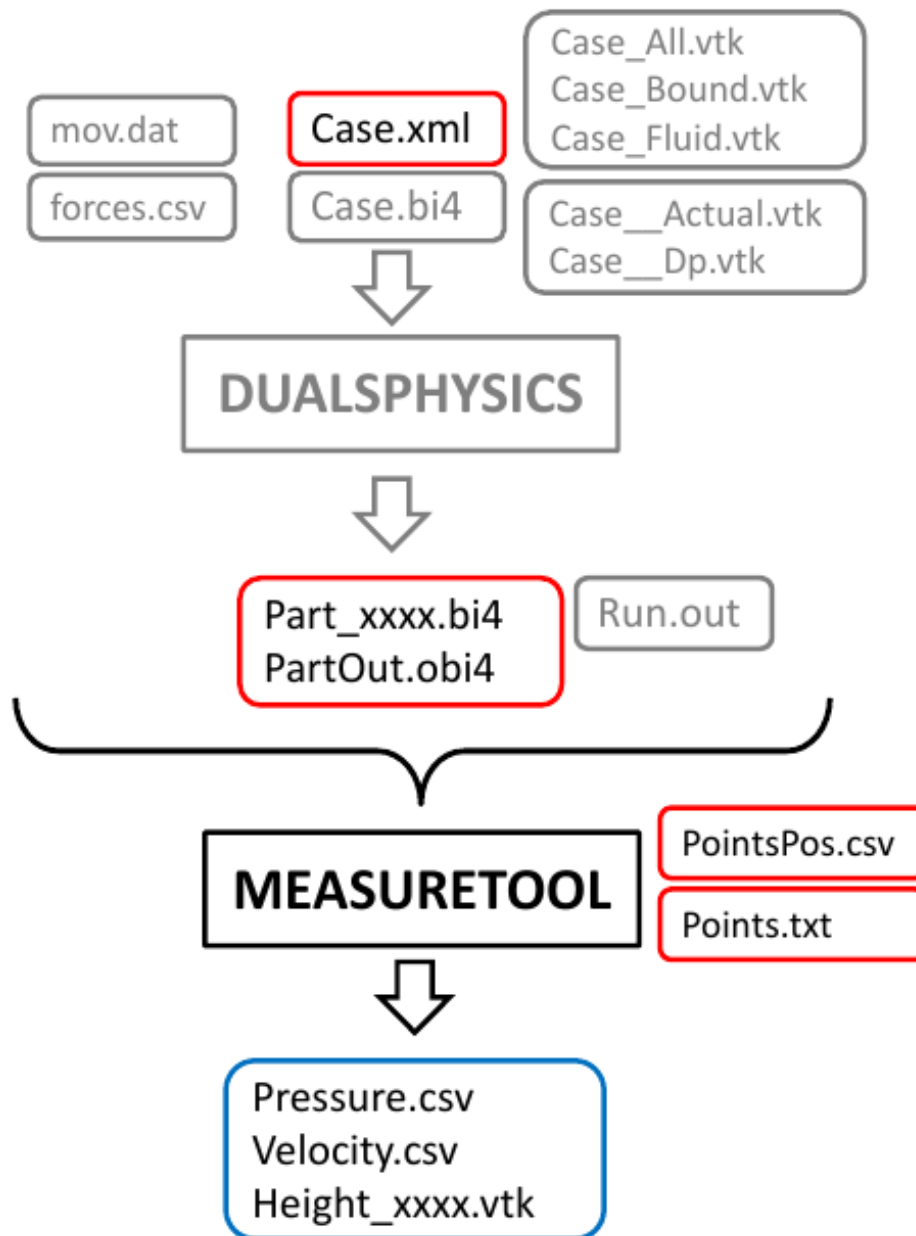 mov.dat
forces.csv
Case.xml
Case.bi4
Case_All.vtk
Case_Bound.vtk
Case_Fluid.vtk
Case__Actual.vtk
Case__Dp.vtk
DUALSPHYSICS
Part_xxxx.bi4
PartOut.obi4
Run.out
MEASURETOOL
PointsPos.csv
Points.txt
Pressure.csv
Velocity.csv
Height_xxxx.vtk